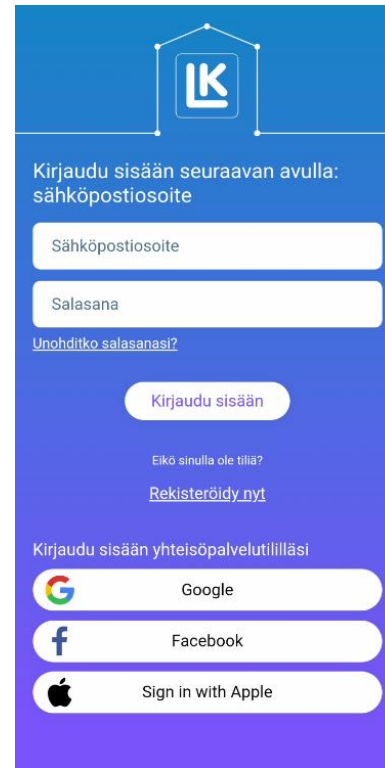 LK
Kirjaudu sisään seuraavan avulla:
sähköpostiosoite
Sähköpostiosoite
Salasana
Unohditko salasanasi?
Kirjaudu sisään
Eikö sinulla ole tiliä?
Rekisteröidy nyt
Kirjaudu sisään yhteisöpalvelutililläsi
Google
Facebook
Sign in with Apple